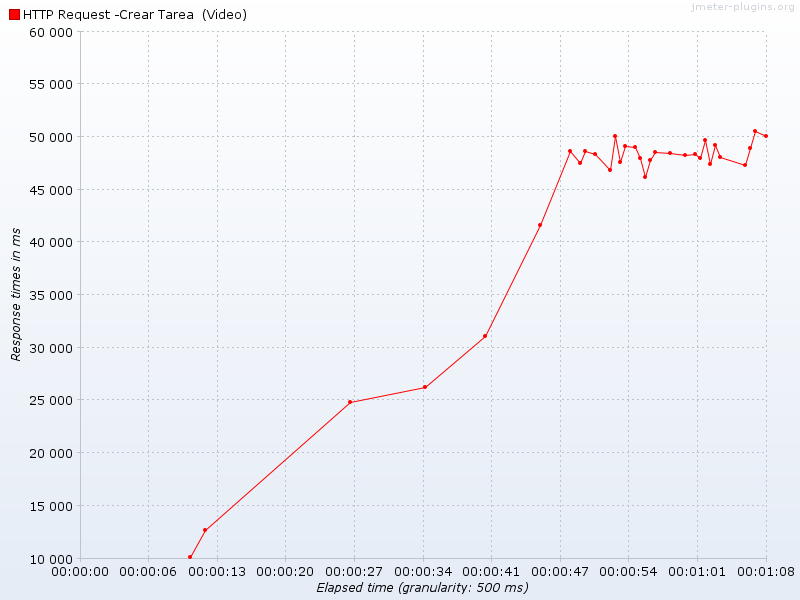 jmeter-plugins.org
HTTP Request -Crear Tarea  (Video)
60 000
55 000
50 000
45 000
40 000
35 000
30 000
25 000
20 000
15 000
10 000
Response times in ms
00:00:00 00:00:06 00:00:13 00:00:20 00:00:27 00:00:34 00:00:41 00:00:47 00:00:54 00:01:01 00:01:08
Elapsed time (granularity: 500 ms)